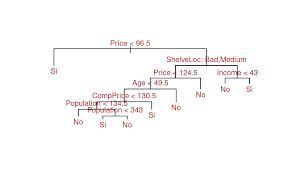 Price < 96.5
ShelveLoc: Bad,Medium
Si
Price < 124.5
Income < 43
Age < 49.5
No
No
Si
CompPrice < 130.5
No
Population < 134.5
Population < 343
Si
No
Si
No